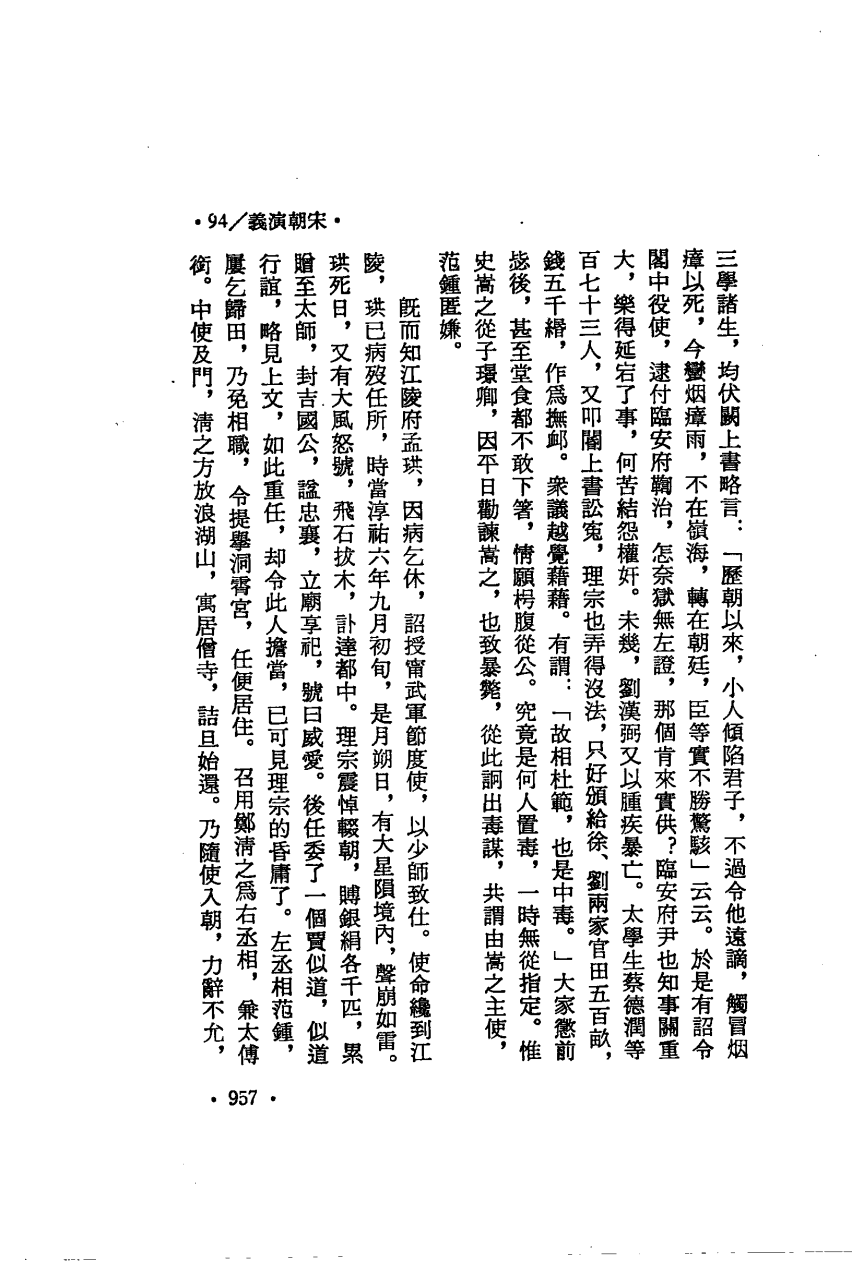 ·94／義演朝宋·
三學諸生，均伏闕上書略言：「歷朝以來，小人傾陷君子，不過令他遠謫，觸冒烟
瘴以死，今蠻烟瘴雨，不在嶺海，轉在朝廷，臣等實不勝驚駭」云云。於是有詔令
閣中役使，逮付臨安府鞫治，怎奈獄無左證，那個肯來實供？臨安府尹也知事關重
大，樂得延宕了事，何苦結怨權奸。未幾，劉漢弼又以腫疾暴亡。太學生蔡德潤等
百七十三人，又叩閽上書訟寃，理宗也弄得沒法，只好頒給徐、劉兩家官田五百畝，
錢五千緡，作爲撫卹。衆議越覺藉藉。有謂：「故相杜範，也是中毒。」大家懲前
毖後，甚至堂食都不敢下箸，情願枵腹從公。究竟是何人置毒，一時無從指定。惟
史嵩之從子璟卿，因平日勸諫嵩之，也致暴斃，從此詗出毒謀，共謂由嵩之主使，
范鍾匿嫌。
旣而知江陵府孟珙，因病乞休，詔授甯武軍節度使，以少師致仕。使命纔到江
陵，珙已病歿任所，時當淳祐六年九月初旬，是月朔日，有大星隕境內，聲崩如雷。
珙死日，又有大風怒號，飛石拔木，訃達都中。理宗震悼輟朝，賻銀絹各千匹，累
贈至太師，封吉國公，諡忠襄，立廟享祀，號曰威愛。後任委了一個賈似道，似道
行誼，略見上文，如此重任，却令此人擔當，已可見理宗的昏庸了。左丞相范鍾，
屢乞歸田，乃免相職，令提舉洞霄宮，任便居住。召用鄭淸之爲右丞相，兼太傅
銜。中使及門，淸之方放浪湖山，寓居僧寺，詰旦始還。乃隨使入朝，力辭不允，
·957·